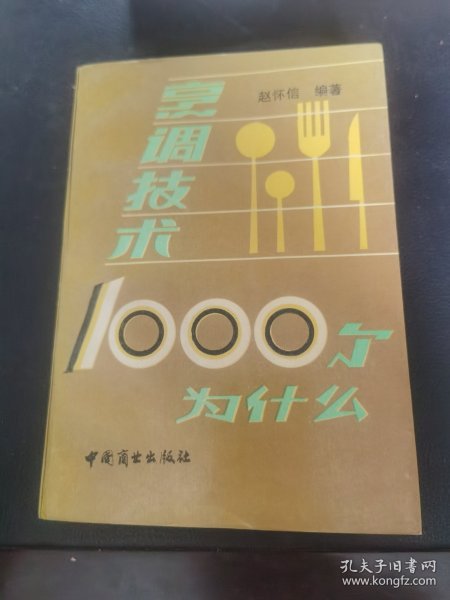 赵怀信 编著
烹调技术
1000个
为什么
中国商业出版社
孔夫子旧书网
www.kongfz.com